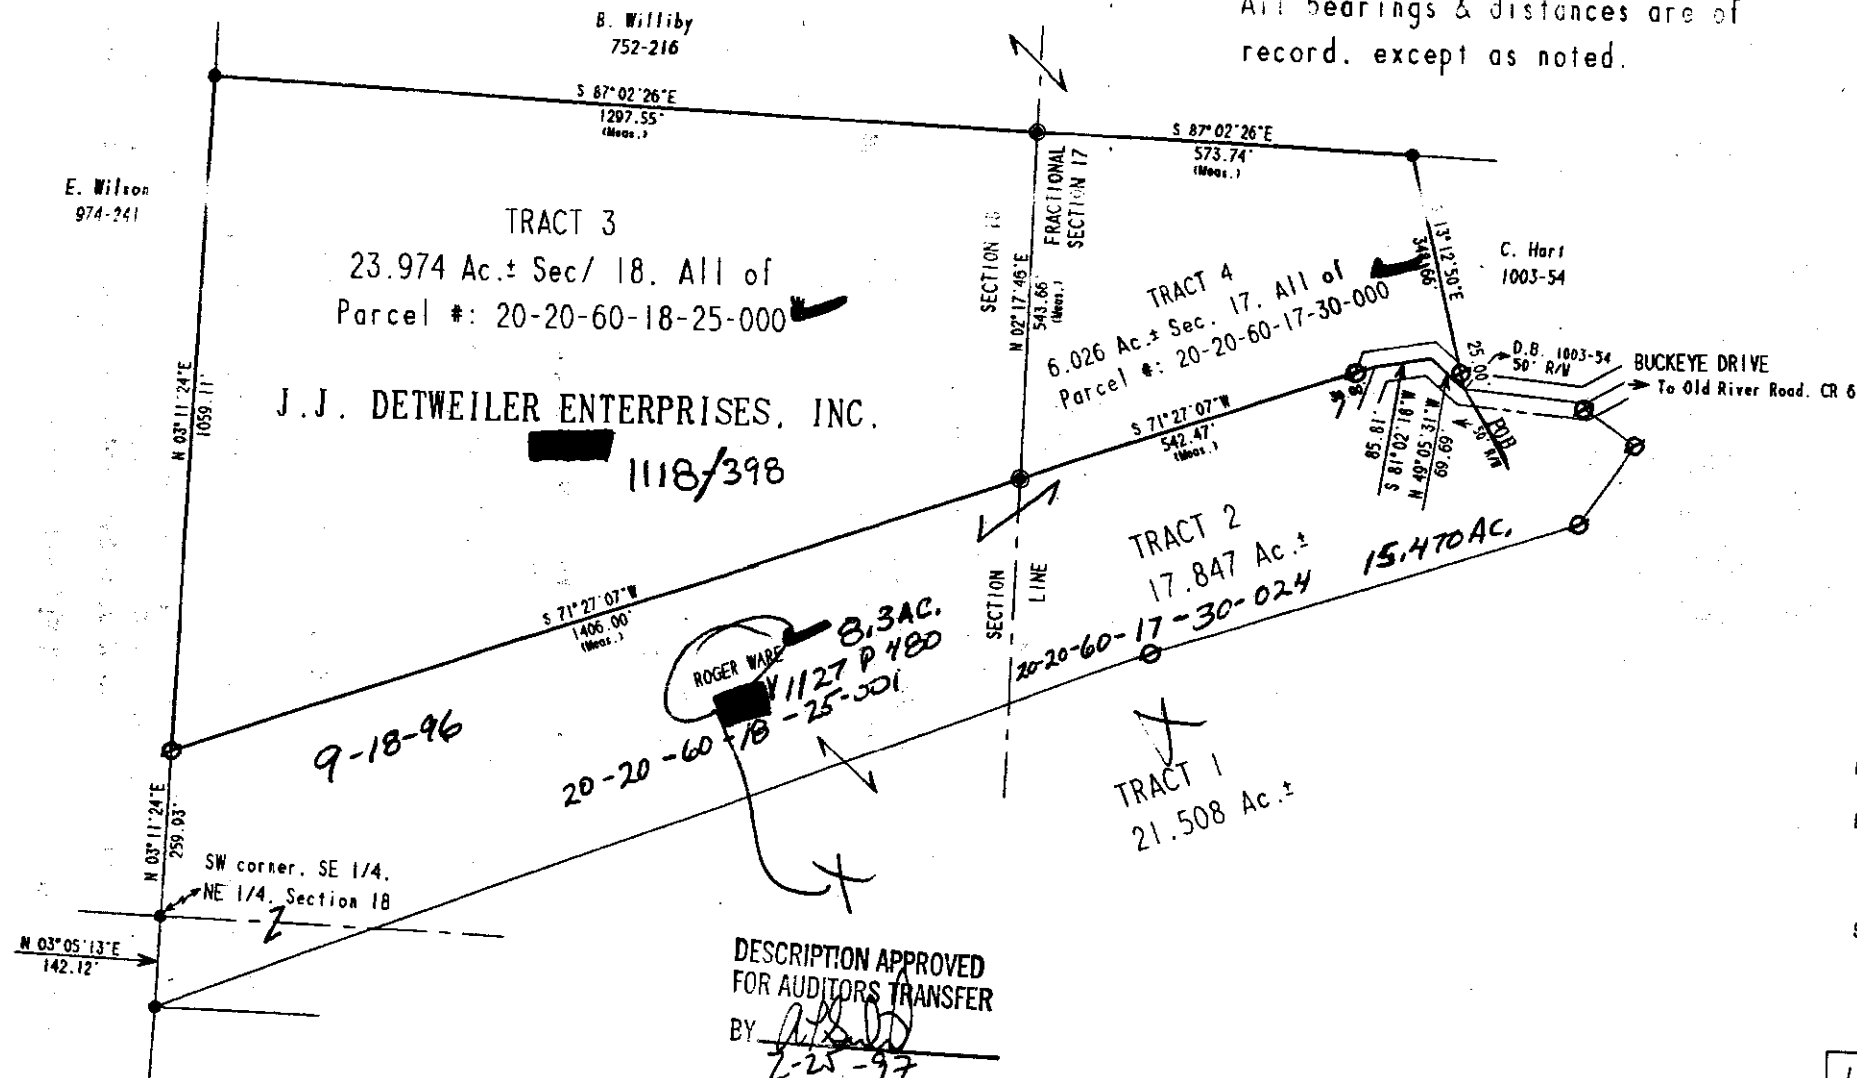 B. Williby
752-216
All bearings & distances are of
record. except as noted.
S 87°02'26"E
1297.55'
(Meas.)
S 87°02'26"E
573.74'
(Meas.)
E. Wilson
974-241
TRACT 3
23.974 Ac.± Sec/ 18. All of
Parcel #: 20-20-60-18-25-000
SECTION 18
FRACTIONAL
SECTION 17
N 02°17'46"E
543.66'
(Meas.)
TRACT 4
6.026 Ac.± Sec. 17. All of
Parcel #: 20-20-60-17-30-000
S 13°12'50"E
C. Hart
1003-54
25.00'
D.B. 1003-54
50' R/W
BUCKEYE DRIVE
To Old River Road. CR 6
N 03°11'24"E
1059.11'
J.J. DETWEILER ENTERPRISES, INC.
1118/398
S 71°27'07"W
542.47'
(Meas.)
85.81'
S 81°02'18"W
N 49°05'31"W
69.69'
POB
50' R/W
TRACT 2
17.847 Ac.±
15.470 AC.
20-20-60-17-30-024
SECTION
LINE
S 71°27'07"W
1406.00'
(Meas.)
ROGER WARE
8.3 AC.
V 1127 P 480
20-20-60-18-25-001
9-18-96
TRACT 1
21.508 Ac.±
N 03°11'24"E
259.03'
SW corner. SE 1/4.
NE 1/4. Section 18
N 03°05'13"E
142.12'
DESCRIPTION APPROVED
FOR AUDITORS TRANSFER
BY
2-25-97